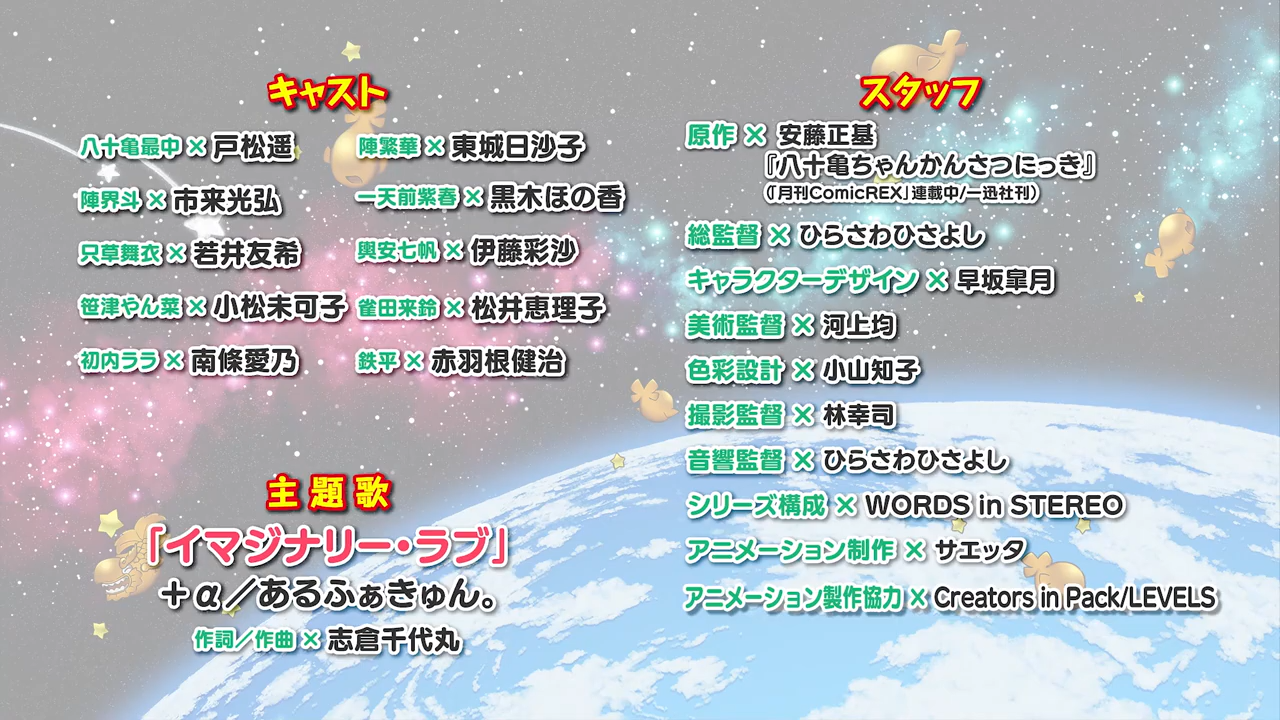 キャスト
八十亀最中×戸松遥
陣繁華×東城日沙子
陣界斗×市来光弘
一天前紫春×黒木ほの香
只草舞衣×若井友希
與安七帆×伊藤彩沙
笹津やん菜×小松未可子
雀田来鈴×松井恵理子
初内ララ×南條愛乃
鉄平×赤羽根健治
主題歌
「イマジナリー・ラブ」
+α／あるふぁきゅん。
作詞／作曲×志倉千代丸
スタッフ
原作×安藤正基
『八十亀ちゃんかんさつにっき』
(「月刊ComicREX」連載中/一迅社刊)
総監督×ひらさわひさよし
キャラクターデザイン×早坂皐月
美術監督×河上均
色彩設計×小山知子
撮影監督×林幸司
音響監督×ひらさわひさよし
シリーズ構成×WORDS in STEREO
アニメーション制作×サエッタ
アニメーション製作協力×Creators in Pack/LEVELS